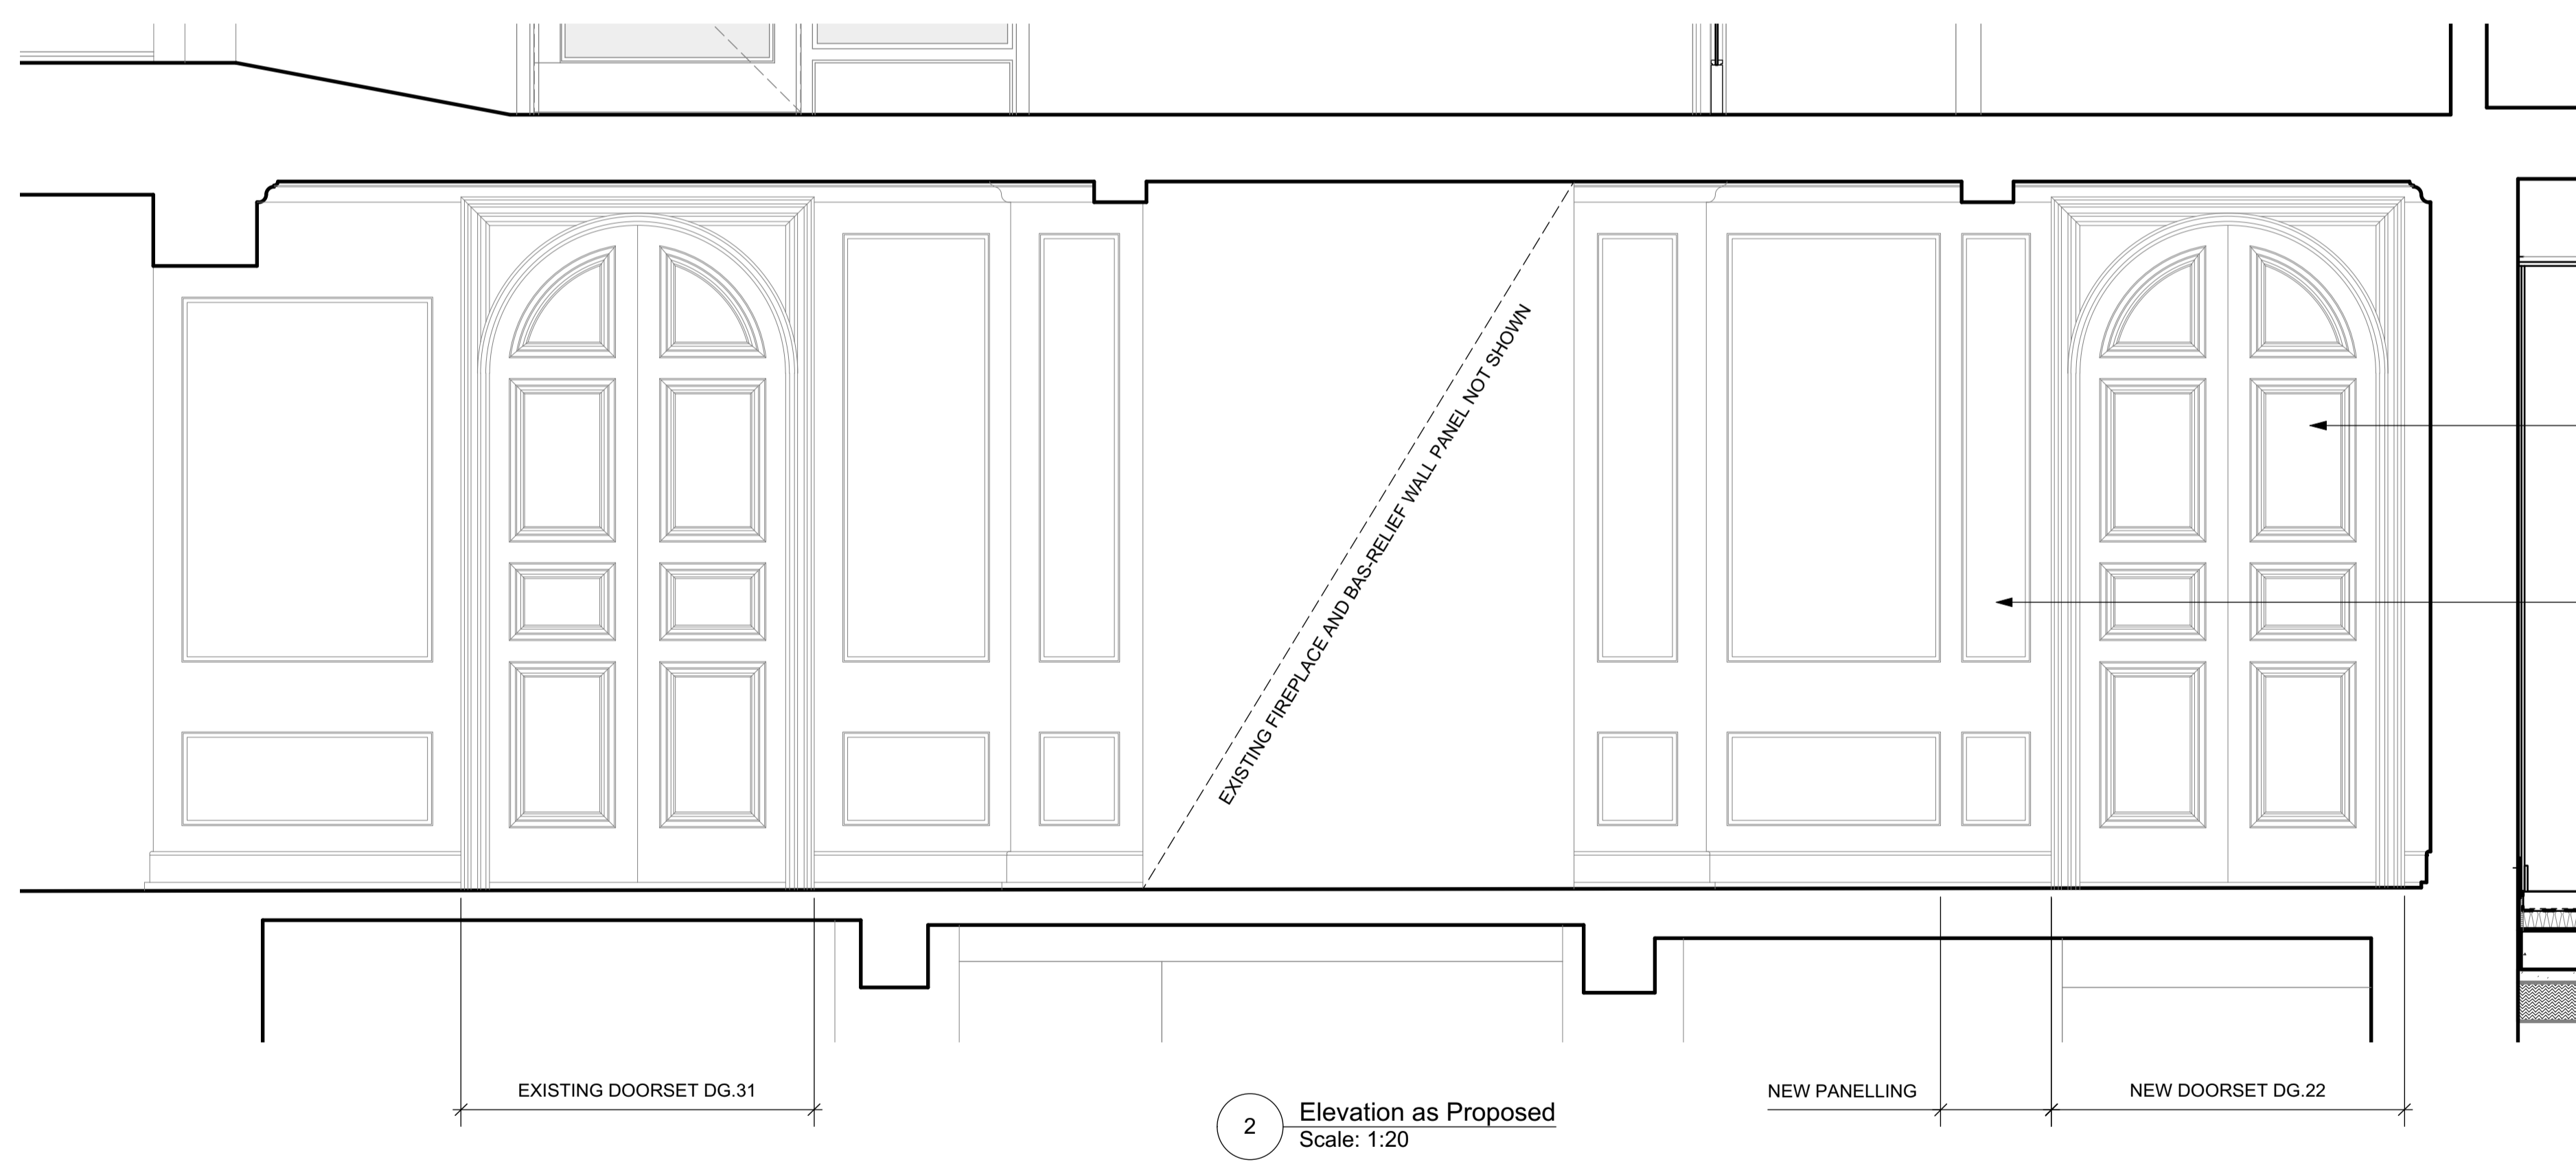 EXISTING FIREPLACE AND BAS-RELIEF WALL PANEL NOT SHOWN
EXISTING DOORSET DG.31
NEW PANELLING
NEW DOORSET DG.22
2
Elevation as Proposed
Scale: 1:20